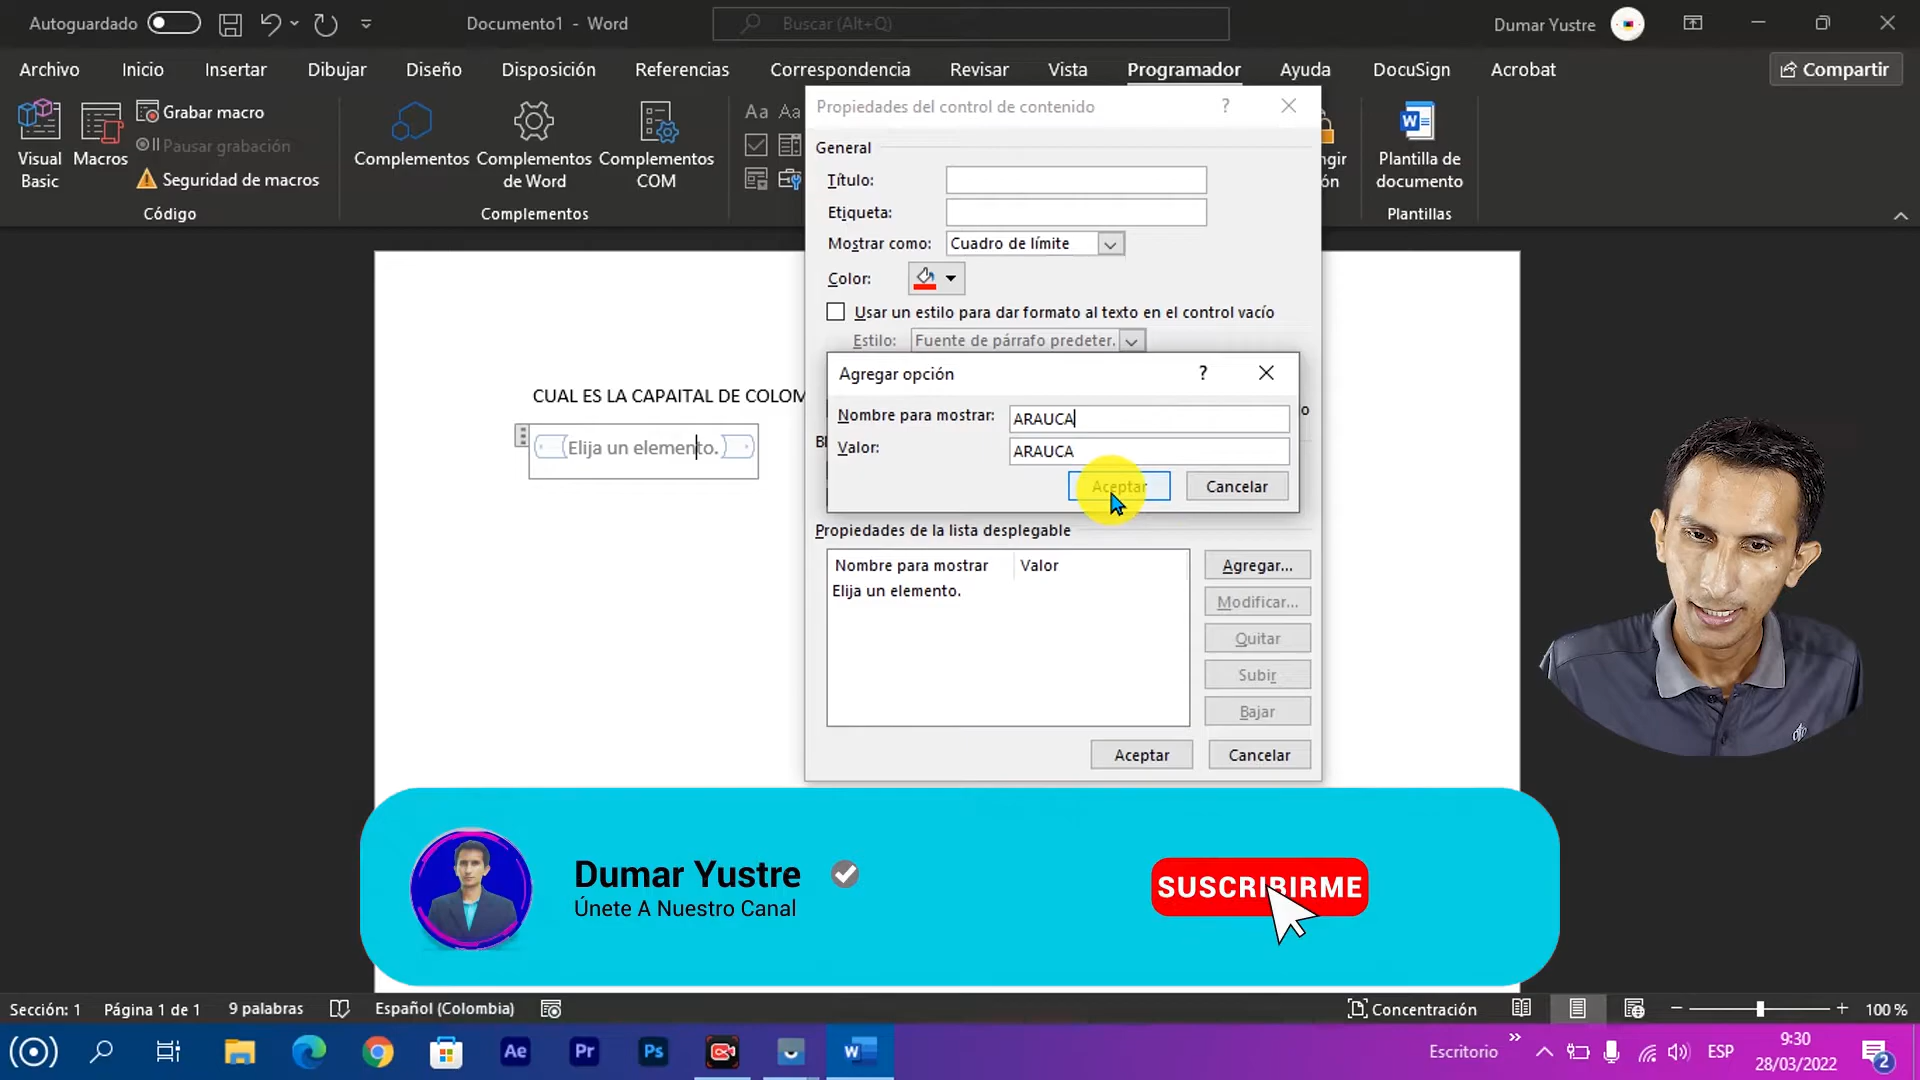 Autoguardado
Documento1 - Word
Buscar (Alt+Q)
Dumar Yustre
Archivo Inicio Insertar Dibujar Diseño Disposición Referencias Correspondencia Revisar Vista Programador Ayuda DocuSign Acrobat
Compartir
Visual Basic
Macros
Grabar macro
Pausar grabación
Seguridad de macros
Código
Complementos
Complementos de Word
Complementos COM
Complementos
Aa Aa
Plantilla de documento
Plantillas
Propiedades del control de contenido ?
General
Título:
Etiqueta:
Mostrar como: Cuadro de límite
Color:
Usar un estilo para dar formato al texto en el control vacío
Estilo: Fuente de párrafo predeter.
Agregar opción ?
Nombre para mostrar: ARAUCA
Valor: ARAUCA
Aceptar Cancelar
CUAL ES LA CAPAITAL DE COLOM
Elija un elemento.
Propiedades de la lista desplegable
Nombre para mostrar Valor
Elija un elemento.
Agregar...
Modificar...
Quitar
Subir
Bajar
Aceptar Cancelar
Dumar Yustre
Únete A Nuestro Canal
SUSCRIBIRME
Sección: 1 Página 1 de 1 9 palabras Español (Colombia)
Concentración
100 %
Ae Pr Ps
Escritorio
ESP
9:30
28/03/2022
2